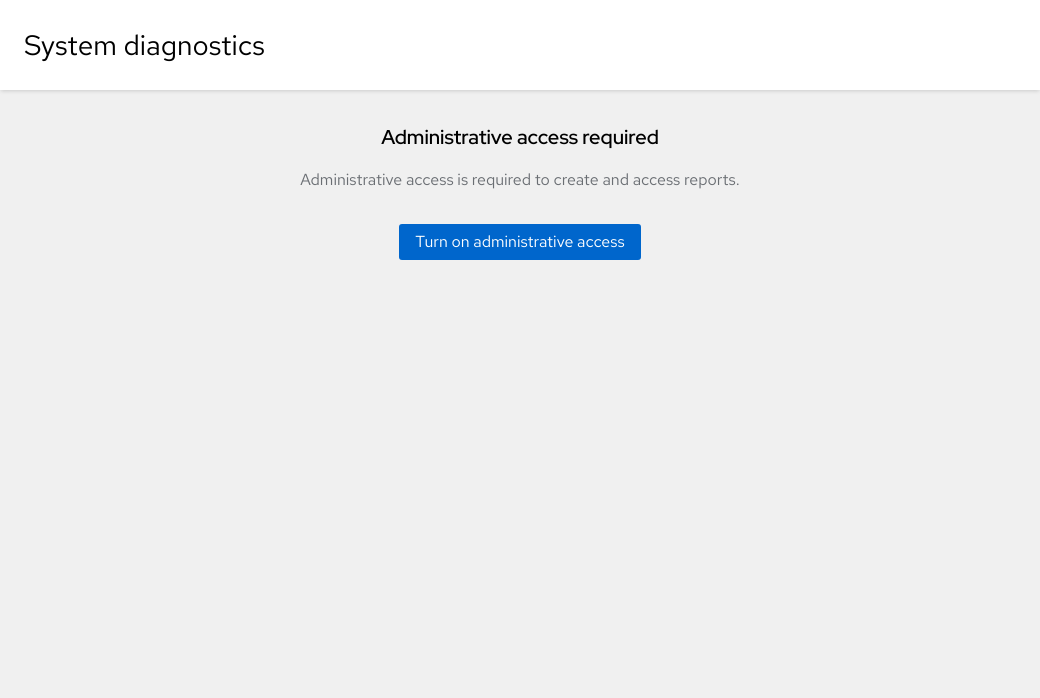 System diagnostics
Administrative access required
Administrative access is required to create and access reports.
Turn on administrative access